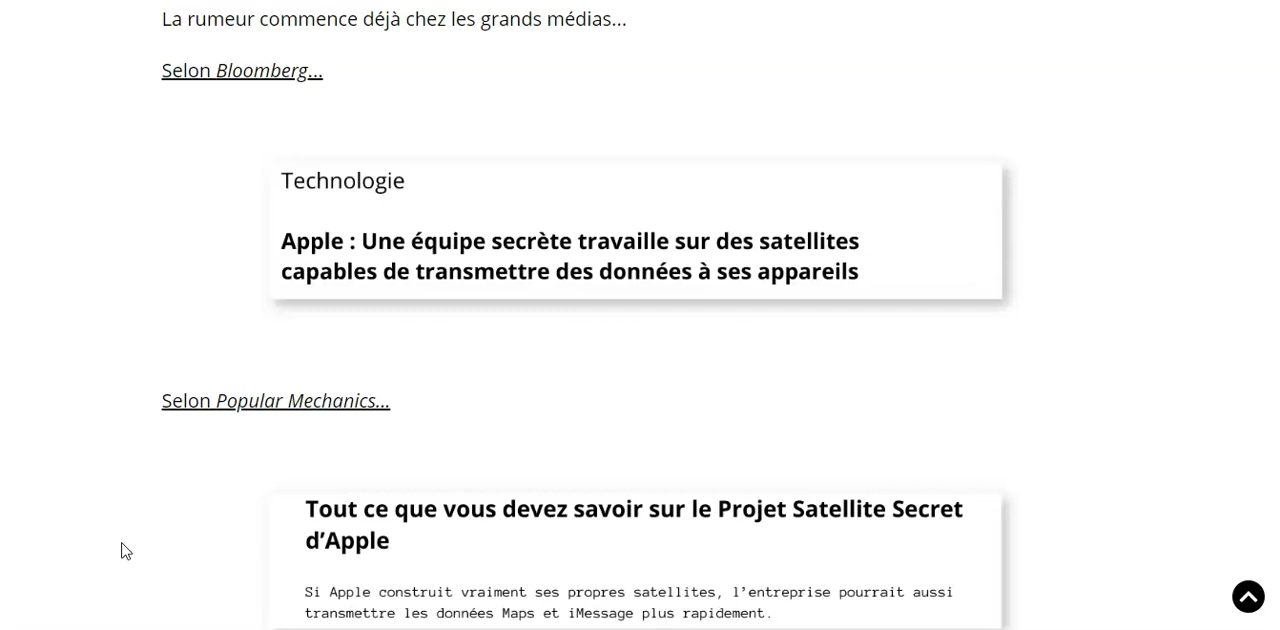 La rumeur commence déjà chez les grands médias...
Selon Bloomberg...
Technologie
Apple : Une équipe secrète travaille sur des satellites
capables de transmettre des données à ses appareils
Selon Popular Mechanics...
Tout ce que vous devez savoir sur le Projet Satellite Secret
d’Apple
Si Apple construit vraiment ses propres satellites, l’entreprise pourrait aussi
transmettre les données Maps et iMessage plus rapidement.